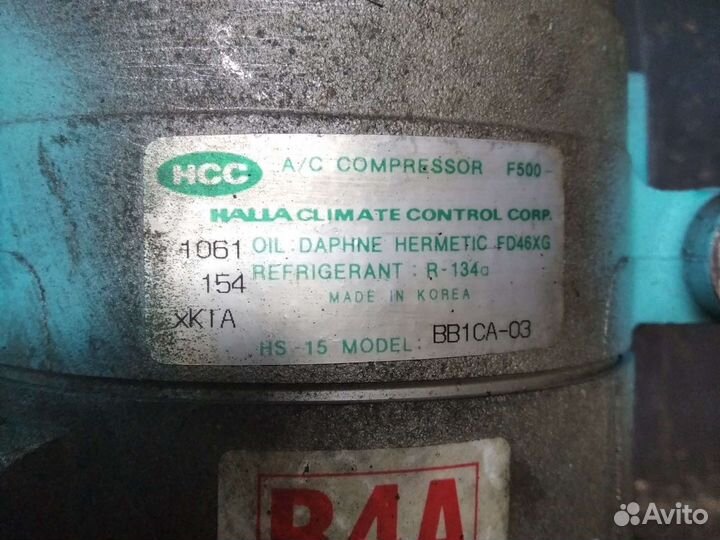 HCC A/C COMPRESSOR F500-
HALLA CLIMATE CONTROL CORP.
1061 OIL : DAPHNE HERMETIC FD46XG
154 REFRIGERANT : R-134a
MADE IN KOREA
xKIA
HS-15 MODEL: BB1CA-03
B4A
Avito